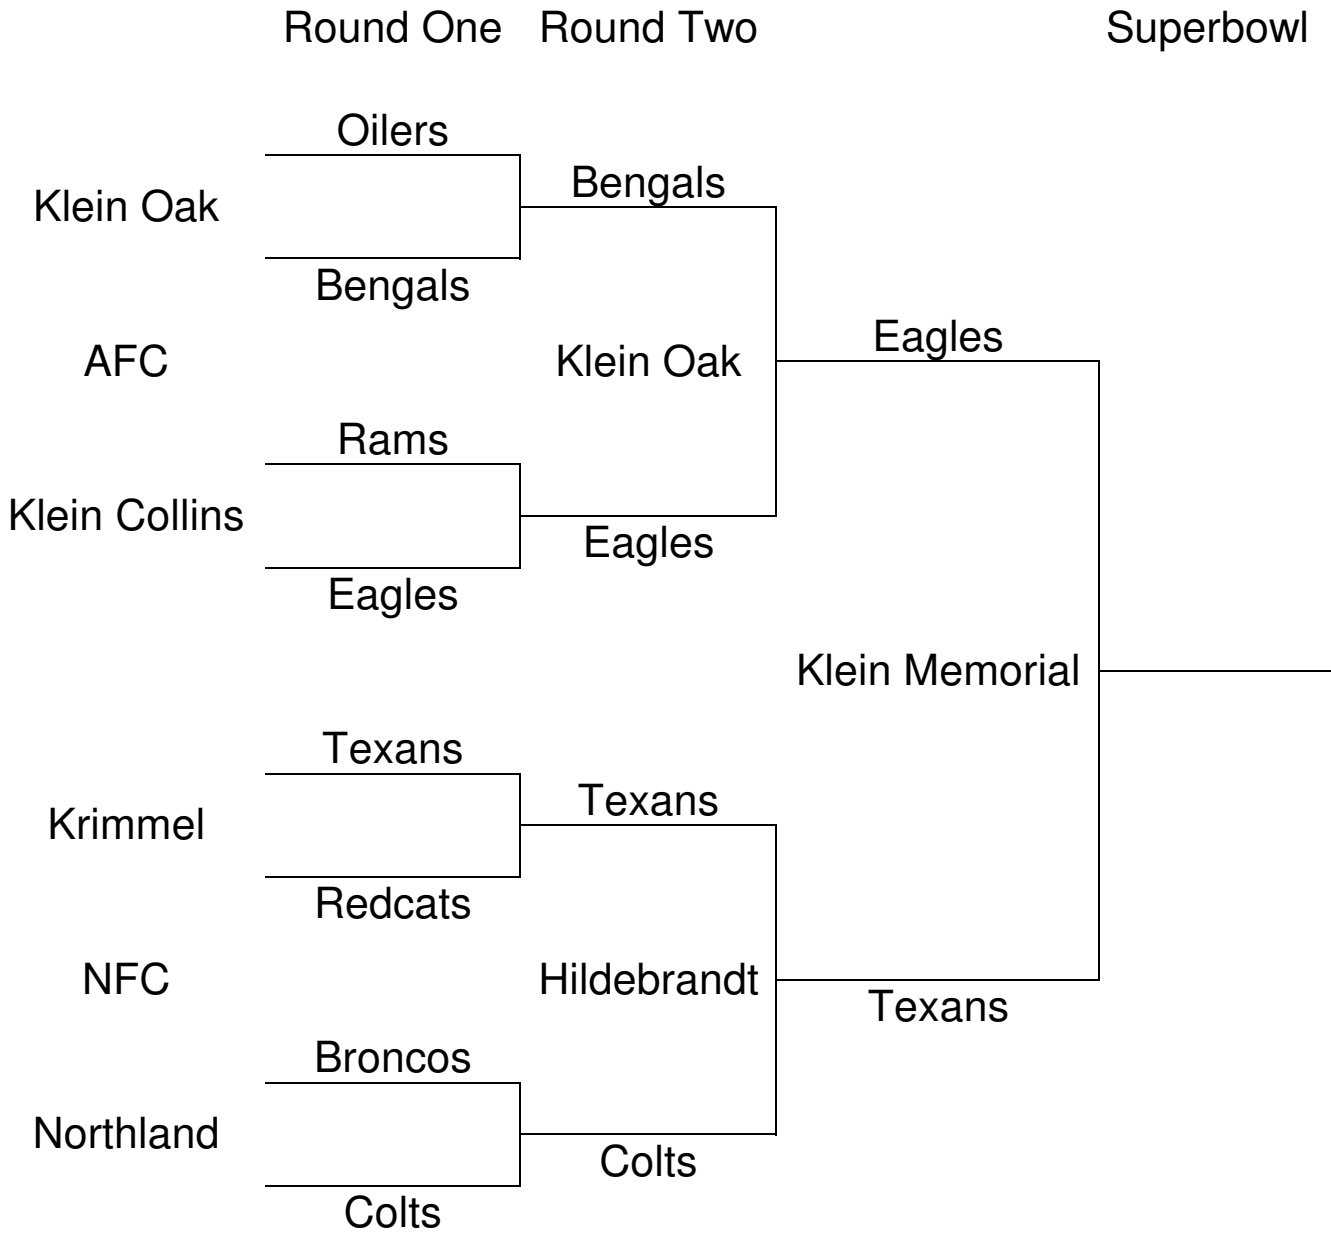 Round One Round Two Superbowl
Oilers
Bengals
Klein Oak
Bengals
Eagles
AFC Klein Oak
Rams
Klein Collins
Eagles
Eagles
Klein Memorial
Texans
Texans
Krimmel
Redcats
NFC Hildebrandt
Texans
Broncos
Northland
Colts
Colts